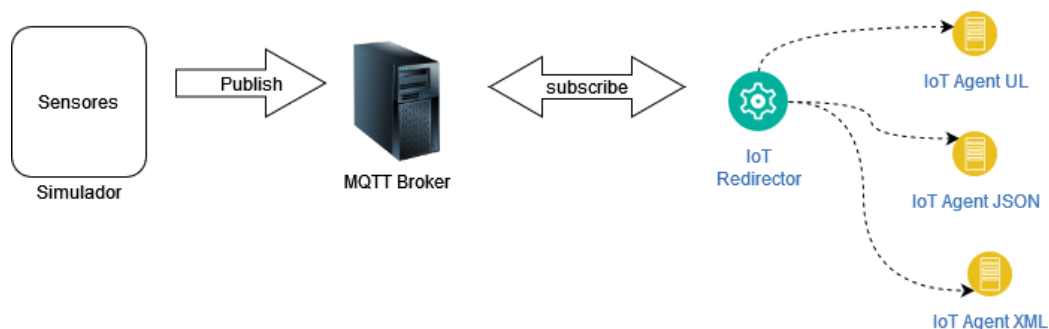 Sensores
Simulador
Publish
MQTT Broker
subscribe
IoT
Redirector
IoT Agent UL
IoT Agent JSON
IoT Agent XML